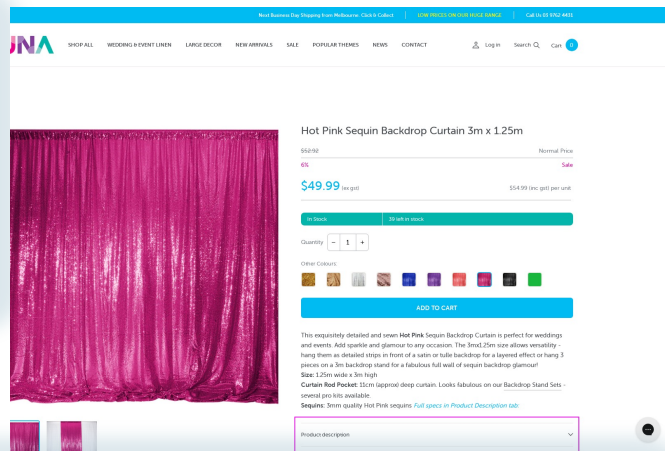 Next Business Day Shipping from Melbourne: Click & Collect
LOW PRICES ON OUR HUGE RANGE
Call Us 03 9762 4431
UNA
SHOP ALL
WEDDING & EVENT LINEN
LARGE DECOR
NEW ARRIVALS
SALE
POPULAR THEMES
NEWS
CONTACT
Log in
Search
Cart
0
Hot Pink Sequin Backdrop Curtain 3m x 1.25m
$52.92
Normal Price
6%
Sale
$49.99 (ex gst)
$54.99 (inc gst) per unit
In Stock
39 left in stock
Quantity
- 1 +
Other Colours:
ADD TO CART
This exquisitely detailed and sewn Hot Pink Sequin Backdrop Curtain is perfect for weddings
and events. Add sparkle and glamour to any occasion. The 3mx1.25m size allows versatility -
hang them as detailed strips in front of a satin or tulle backdrop for a layered effect or hang 3
pieces on a 3m backdrop stand for a fabulous full wall of sequin backdrop glamour!
Size: 1.25m wide x 3m high
Curtain Rod Pocket: 11cm (approx) deep curtain. Looks fabulous on our Backdrop Stand Sets -
several pro kits available.
Sequins: 3mm quality Hot Pink sequins Full specs in Product Description tab
Product description